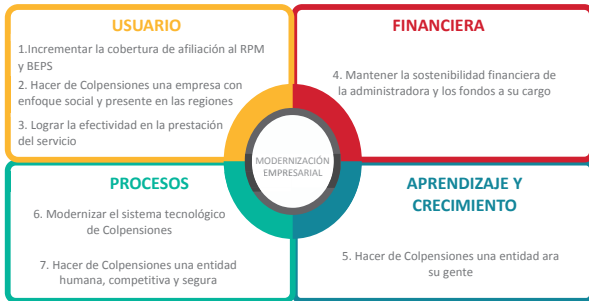 USUARIO
1.Incrementar la cobertura de afiliación al RPM
y BEPS
2. Hacer de Colpensiones una empresa con
enfoque social y presente en las regiones
3. Lograr la efectividad en la prestación
del servicio
FINANCIERA
4. Mantener la sostenibilidad financiera de
la administradora y los fondos a su cargo
MODERNIZACIÓN
EMPRESARIAL
PROCESOS
6. Modernizar el sistema tecnológico
de Colpensiones
7. Hacer de Colpensiones una entidad
humana, competitiva y segura
APRENDIZAJE Y
CRECIMIENTO
5. Hacer de Colpensiones una entidad ara
su gente